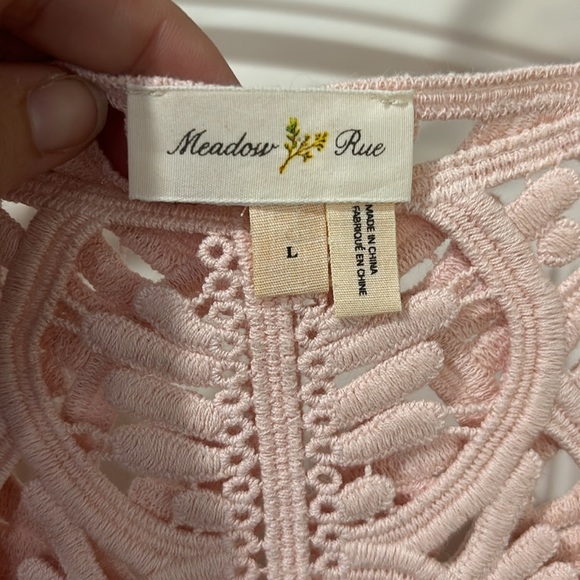 Meadow Rue
L
MADE IN CHINA
FABRIQUÉ EN CHINE